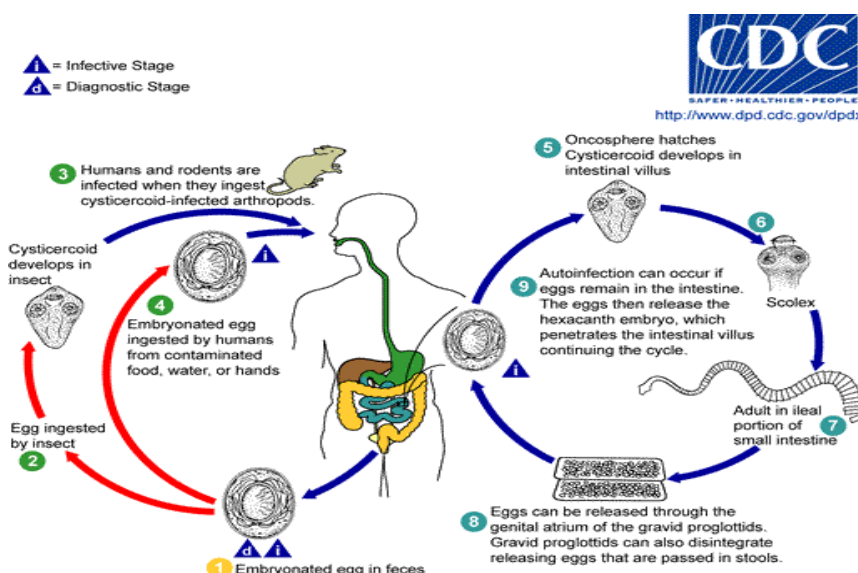 CDC
SAFER•HEALTHIER•PEOPLE
http://www.dpd.cdc.gov/dpdx
i = Infective Stage
d = Diagnostic Stage
3 Humans and rodents are
infected when they ingest
cysticercoid-infected arthropods.
Cysticercoid
develops in
insect
i
4
Embryonated egg
ingested by humans
from contaminated
food, water, or hands
Egg ingested
by insect
2
d i
1 Embryonated egg in feces
5 Oncosphere hatches
Cysticercoid develops in
intestinal villus
6
Scolex
9 Autoinfection can occur if
eggs remain in the intestine.
The eggs then release the
hexacanth embryo, which
penetrates the intestinal villus
continuing the cycle.
i
Adult in ileal
portion of
small intestine
7
8 Eggs can be released through the
genital atrium of the gravid proglottids.
Gravid proglottids can also disintegrate
releasing eggs that are passed in stools.